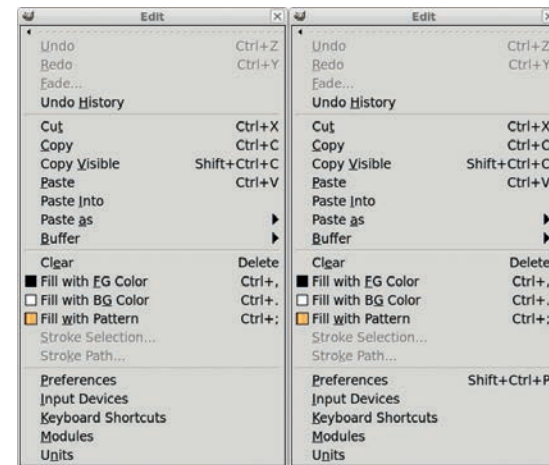 Edit
Undo Ctrl+Z
Redo Ctrl+Y
Fade...
Undo History
Cut Ctrl+X
Copy Ctrl+C
Copy Visible Shift+Ctrl+C
Paste Ctrl+V
Paste Into
Paste as
Buffer
Clear Delete
Fill with FG Color Ctrl+,
Fill with BG Color Ctrl+.
Fill with Pattern Ctrl+;
Stroke Selection...
Stroke Path...
Preferences
Input Devices
Keyboard Shortcuts
Modules
Units
Edit
Undo Ctrl+Z
Redo Ctrl+Y
Fade...
Undo History
Cut Ctrl+X
Copy Ctrl+C
Copy Visible Shift+Ctrl+C
Paste Ctrl+V
Paste Into
Paste as
Buffer
Clear Delete
Fill with FG Color Ctrl+,
Fill with BG Color Ctrl+.
Fill with Pattern Ctrl+;
Stroke Selection...
Stroke Path...
Preferences Shift+Ctrl+P
Input Devices
Keyboard Shortcuts
Modules
Units